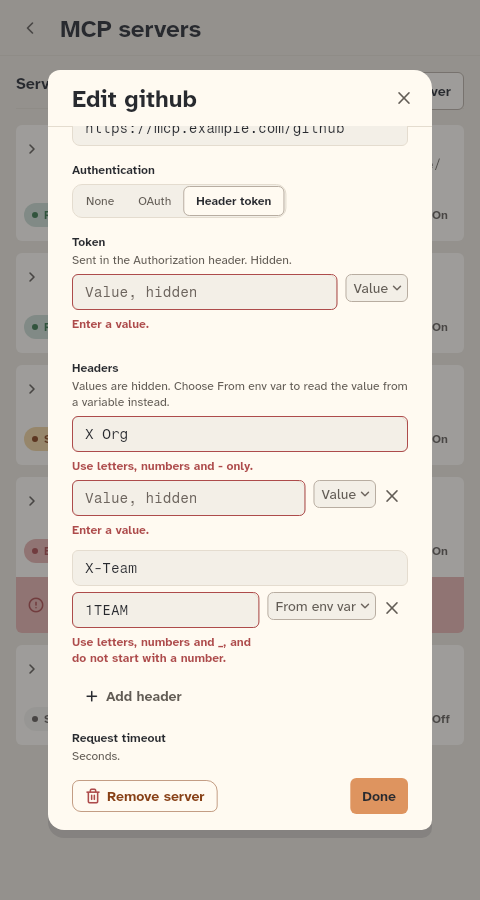 MCP servers
Serv
ver
Edit github
https://mcp.example.com/github
/
Authentication
None OAuth Header token
On
Token
Sent in the Authorization header. Hidden.
Value, hidden Value
Enter a value.
On
Headers
Values are hidden. Choose From env var to read the value from
a variable instead.
X Org
On
Use letters, numbers and - only.
Value, hidden Value
Enter a value.
On
X-Team
1TEAM From env var
Use letters, numbers and _, and
do not start with a number.
Add header
Off
Request timeout
Seconds.
Remove server Done